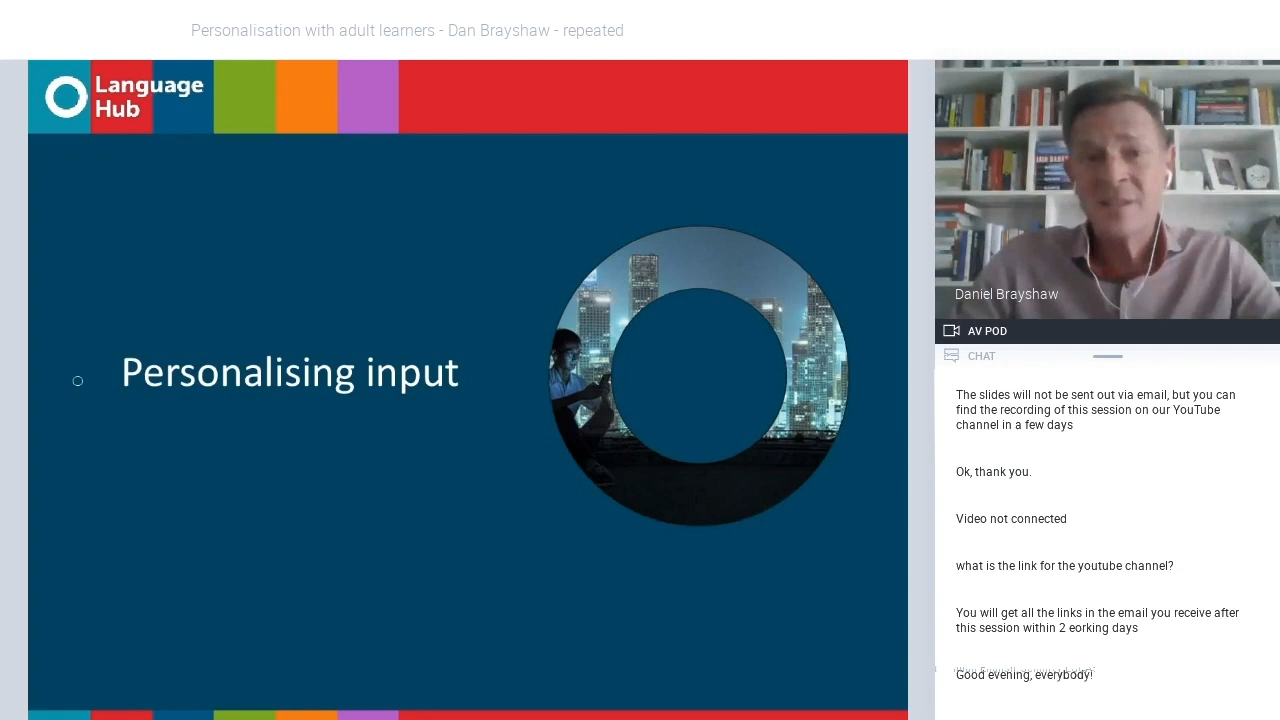 Personalisation with adult learners - Dan Brayshaw - repeated
Language
Hub
Personalising input
Daniel Brayshaw
AV POD
CHAT
The slides will not be sent out via email, but you can
find the recording of this session on our YouTube
channel in a few days
Ok, thank you.
Video not connected
what is the link for the youtube channel?
You will get all the links in the email you receive after
this session within 2 eorking days
Good evening, everybody!